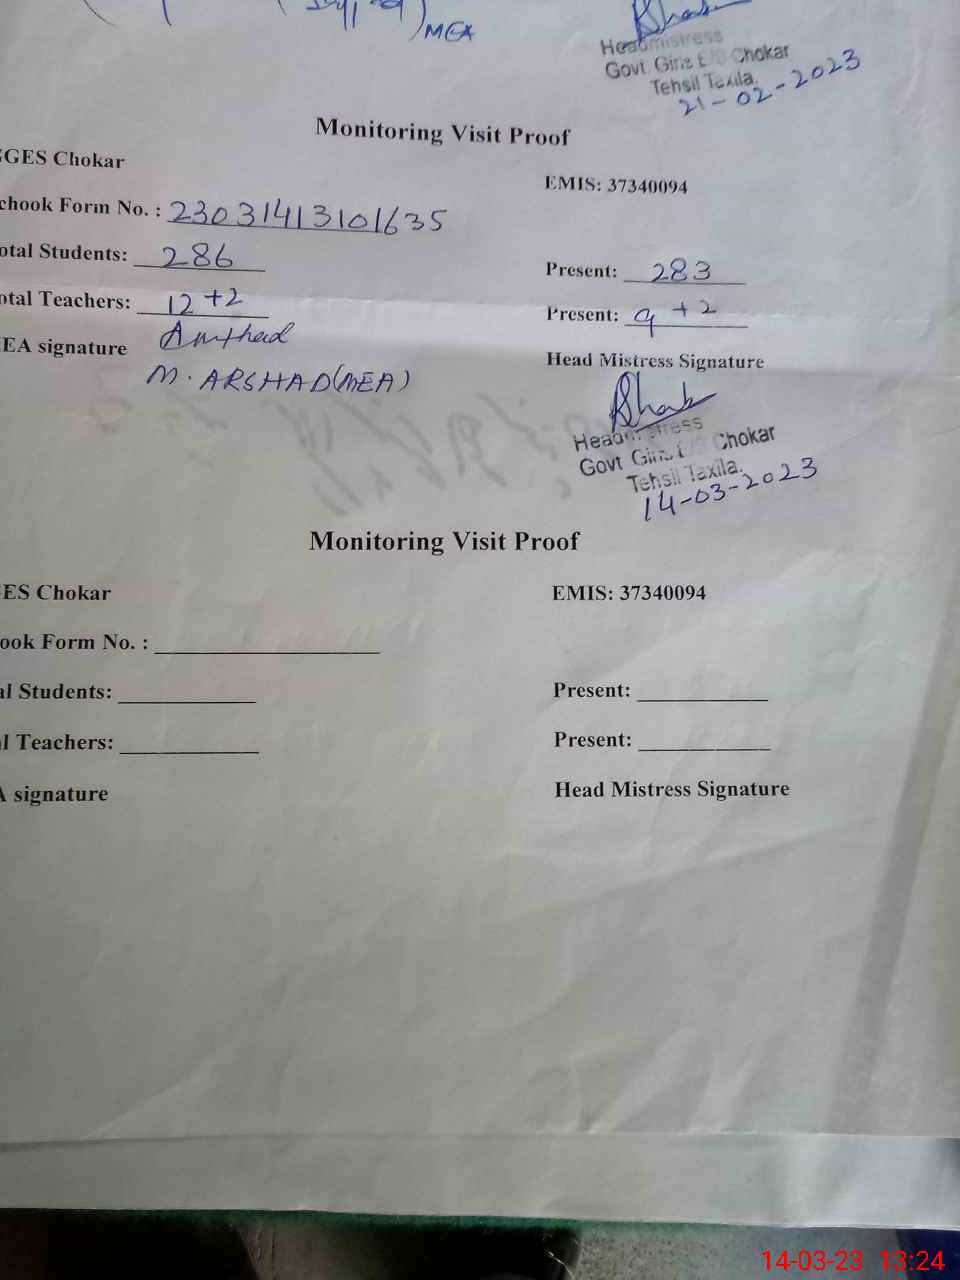 MEA
Headmistress
Govt. Girls E/S Chokar
Tehsil Taxila.
21-02-2023
Monitoring Visit Proof
GGES Chokar
EMIS: 37340094
chook Form No. : 23031413101635
otal Students: 286
Present: 283
otal Teachers: 12+2
Present: 9+2
EA signature
Head Mistress Signature
M. ARSHAD(MEA)
Headmistress
Govt Girls E/S Chokar
Tehsil Taxila.
14-03-2023
Monitoring Visit Proof
ES Chokar
EMIS: 37340094
ook Form No. :
al Students:
Present:
l Teachers:
Present:
A signature
Head Mistress Signature
14-03-23 13:24